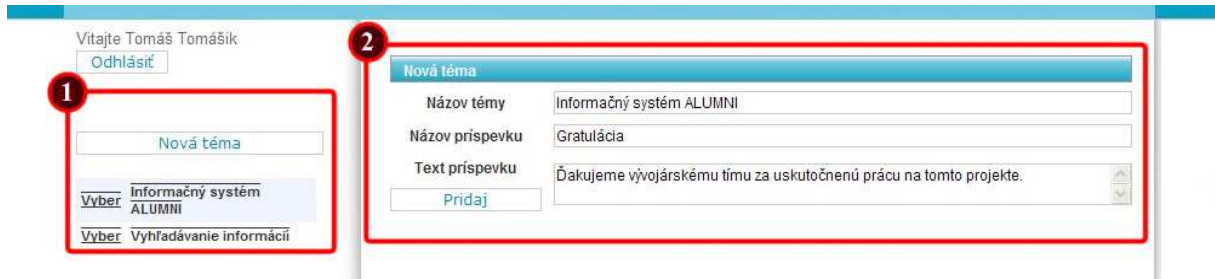 Vitajte Tomáš Tomášik
Odhlásiť
1
Nová téma
Vyber Informačný systém
ALUMNI
Vyber Vyhľadávanie informácií
2
Nová téma
Názov témy Informačný systém ALUMNI
Názov príspevku Gratulácia
Text príspevku Ďakujeme vývojárskému tímu za uskutočnenú prácu na tomto projekte.
Pridaj